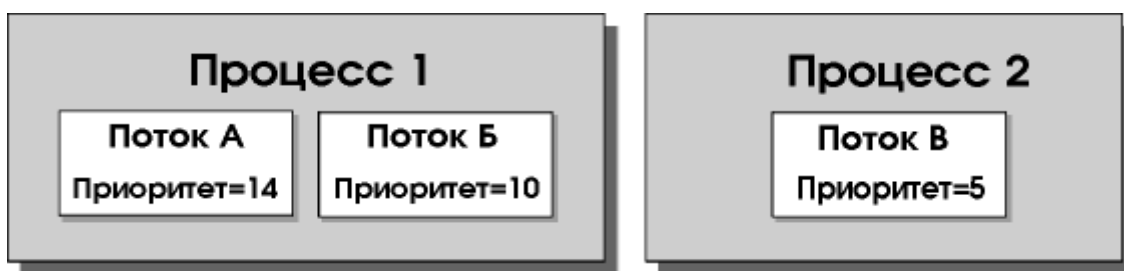 Процесс 1
Поток А
Приоритет=14
Поток Б
Приоритет=10
Процесс 2
Поток В
Приоритет=5